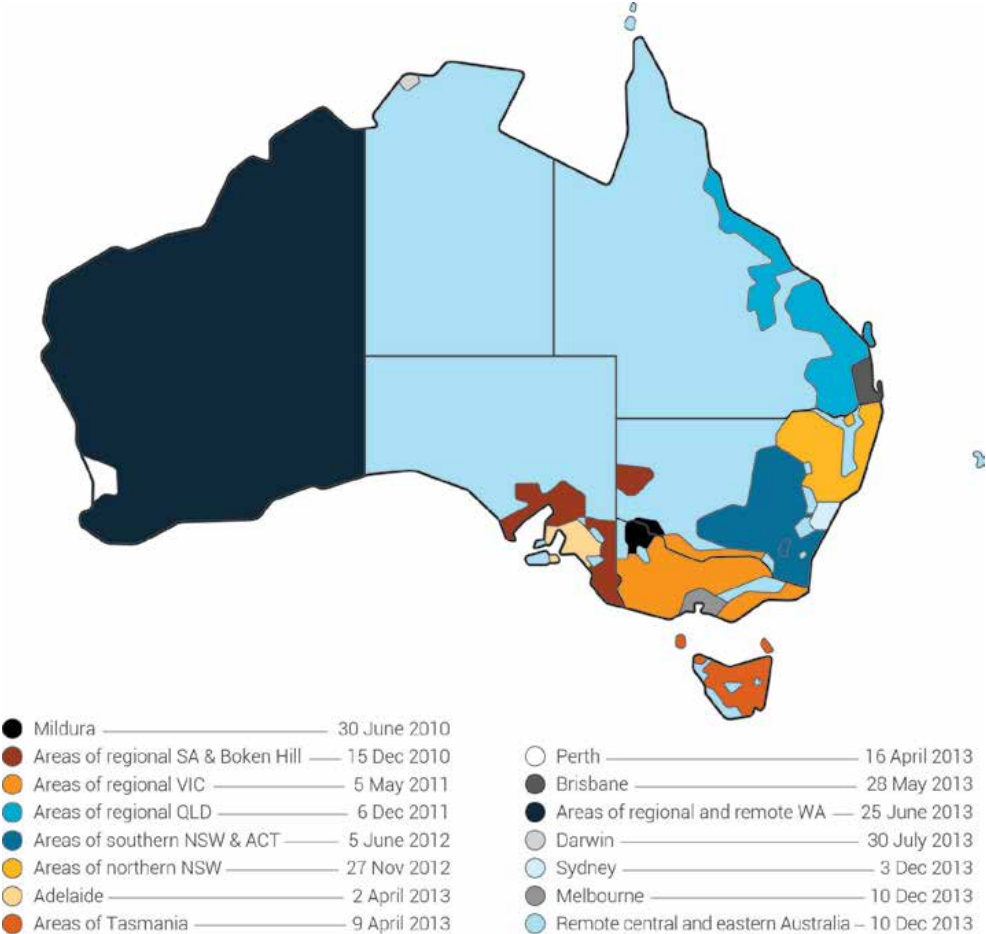 Mildura 30 June 2010
Areas of regional SA & Boken Hill 15 Dec 2010
Areas of regional VIC 5 May 2011
Areas of regional QLD 6 Dec 2011
Areas of southern NSW & ACT 5 June 2012
Areas of northern NSW 27 Nov 2012
Adelaide 2 April 2013
Areas of Tasmania 9 April 2013
Perth 16 April 2013
Brisbane 28 May 2013
Areas of regional and remote WA 25 June 2013
Darwin 30 July 2013
Sydney 3 Dec 2013
Melbourne 10 Dec 2013
Remote central and eastern Australia 10 Dec 2013